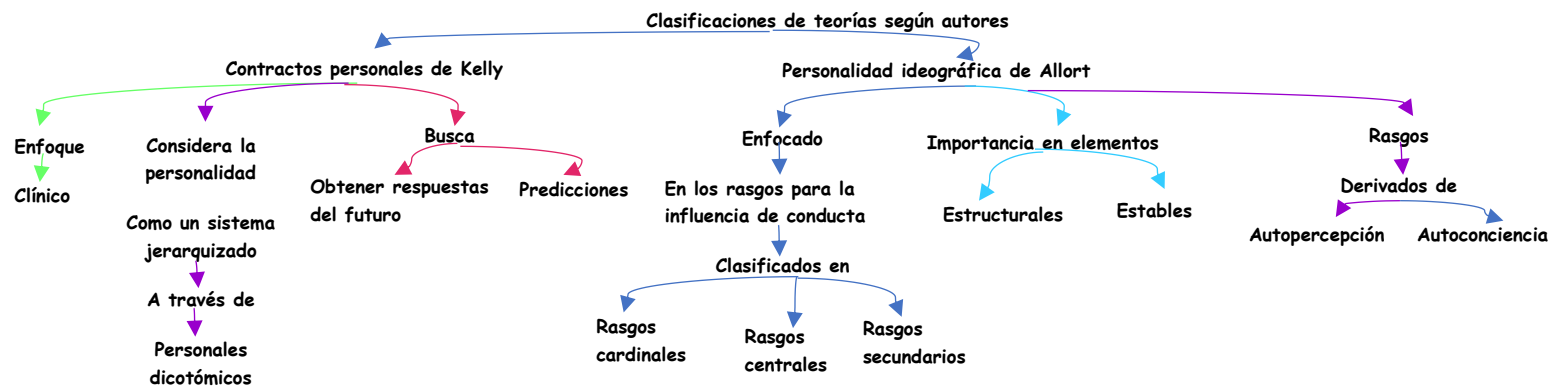 Clasificaciones de teorías según autores
Contractos personales de Kelly
Personalidad ideográfica de Allort
Enfoque
Clínico
Considera la
personalidad
Como un sistema
jerarquizado
A través de
Personales
dicotómicos
Busca
Obtener respuestas
del futuro
Predicciones
Enfocado
En los rasgos para la
influencia de conducta
Clasificados en
Rasgos
cardinales
Rasgos
centrales
Rasgos
secundarios
Importancia en elementos
Estructurales
Estables
Rasgos
Derivados de
Autopercepción
Autoconciencia